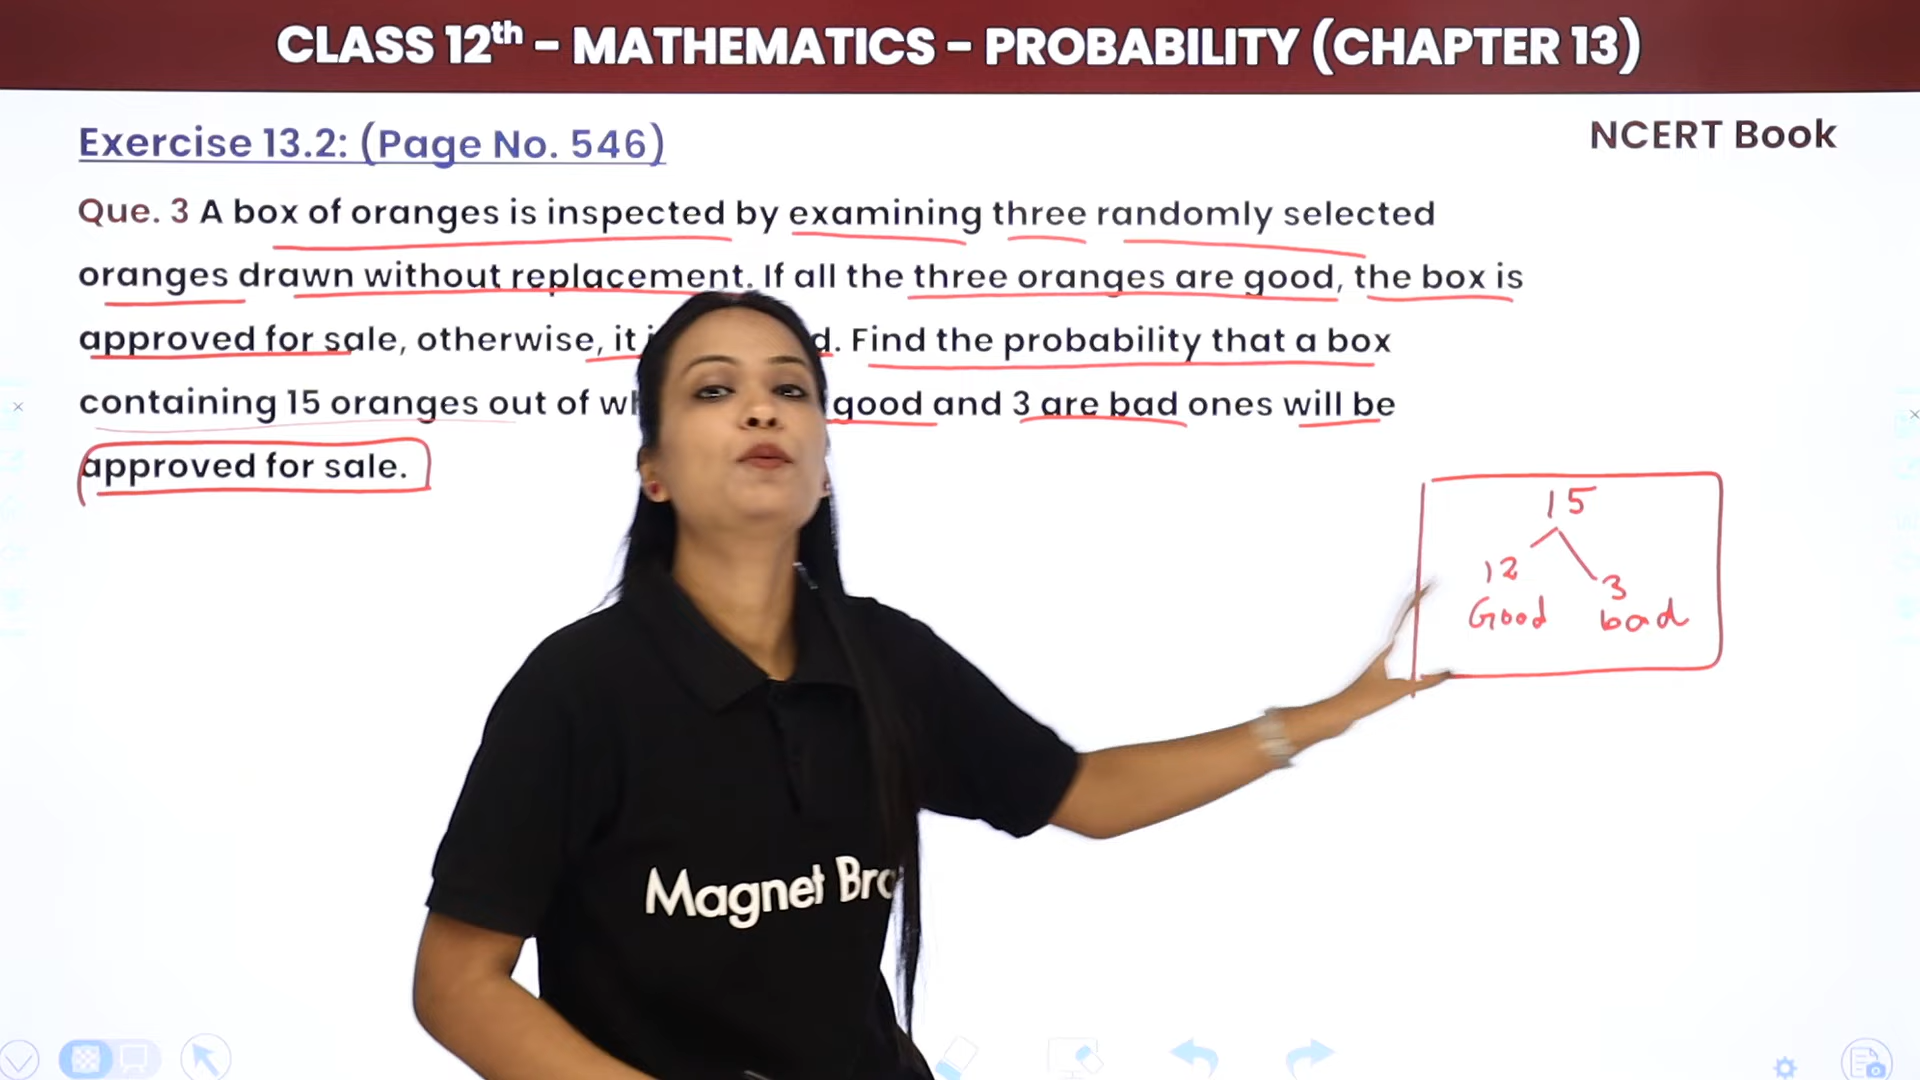 CLASS 12th - MATHEMATICS - PROBABILITY (CHAPTER 13)
Exercise 13.2: (Page No. 546)
NCERT Book
Que. 3 A box of oranges is inspected by examining three randomly selected
oranges drawn without replacement. If all the three oranges are good, the box is
approved for sale, otherwise, it. Find the probability that a box
containing 15 oranges out of good and 3 are bad ones will be
approved for sale.
15
12 3
Good bad
Magnet